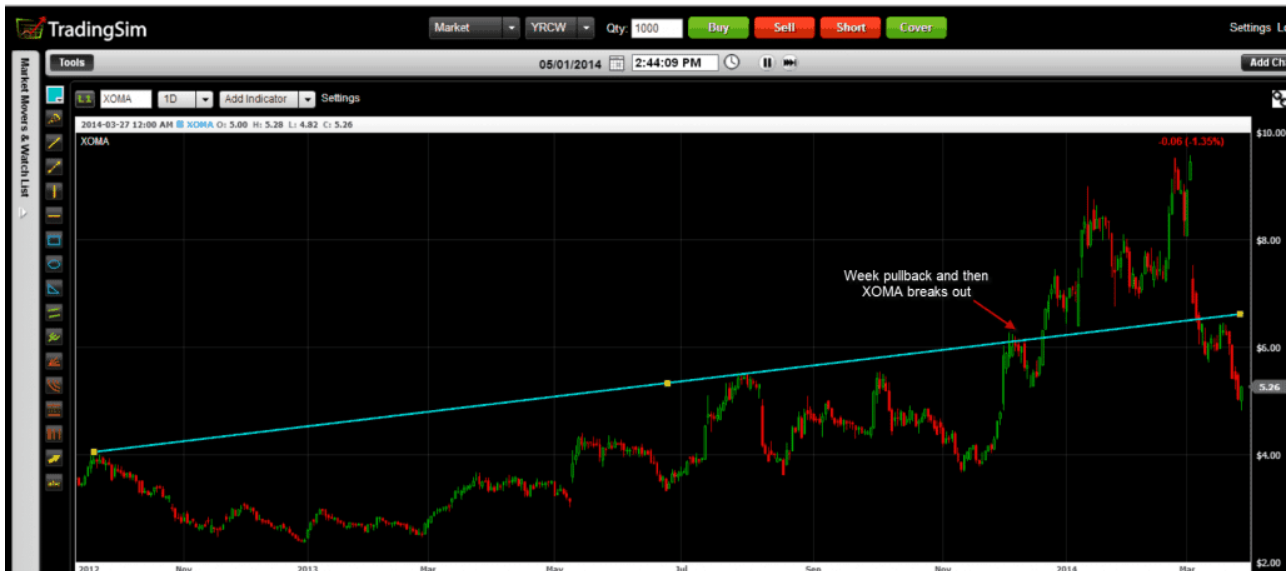 TradingSim
Market YRCW Qty: 1000 Buy Sell Short Cover
Settings
Tools
05/01/2014 2:44:09 PM
Market Movers & Watch List
L1 XOMA 1D Add Indicator Settings
2014-03-27 12:00 AM XOMA O: 5.00 H: 5.28 L: 4.82 C: 5.26
XOMA
-0.06 (-1.35%)
$10.00
$8.00
Week pullback and then
XOMA breaks out
$6.00
5.26
$4.00
abc
$2.00
2012 Nov 2013 Mar May Jul Sep Nov 2014 Mar